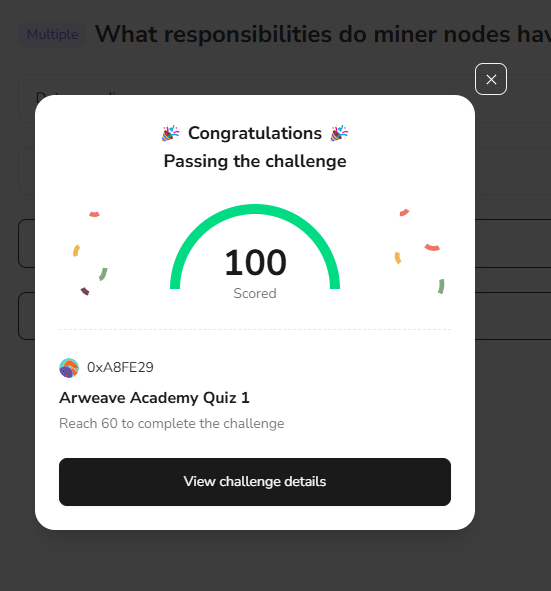 Multiple What responsibilities do miner nodes hav
Congratulations
Passing the challenge
100
Scored
0xA8FE29
Arweave Academy Quiz 1
Reach 60 to complete the challenge
View challenge details